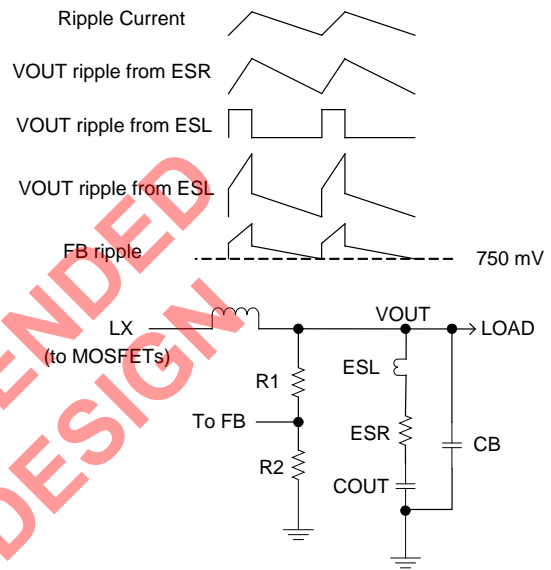 Ripple Current
VOUT ripple from ESR
VOUT ripple from ESL
VOUT ripple from ESL
FB ripple
750 mV
LX
(to MOSFETs)
VOUT
LOAD
R1
ESL
To FB
ESR
CB
R2
COUT
ENDED
DESIGN